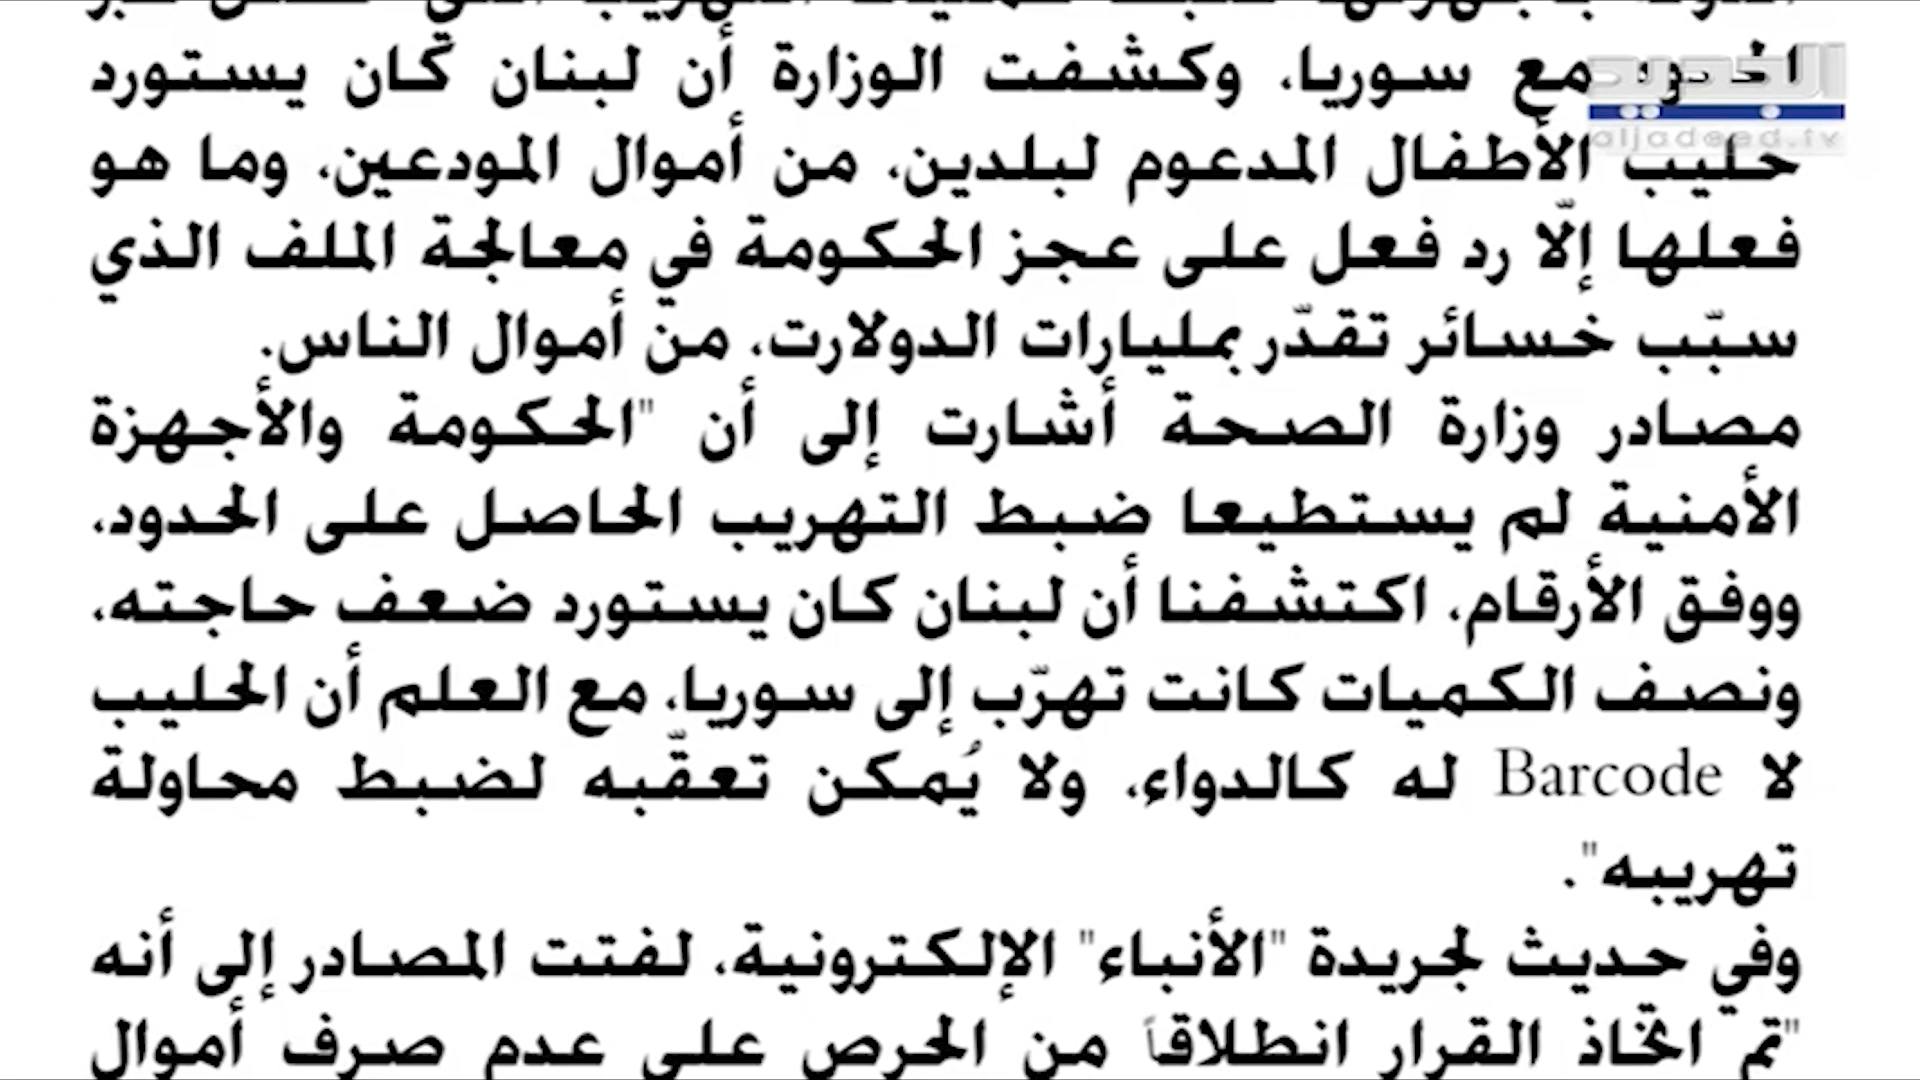 الحدود مع سوريا، وكشفت الوزارة أن لبنان كان يستورد
حليب الأطفال المدعوم لبلدين، من أموال المودعين، وما هو
فعلها إلّا رد فعل على عجز الحكومة في معالجة الملف الذي
سبّب خسائر تقدّر بمليارات الدولارت، من أموال الناس.
مصادر وزارة الصحة أشارت إلى أن "الحكومة والأجهزة
الأمنية لم يستطيعا ضبط التهريب الحاصل على الحدود،
ووفق الأرقام، اكتشفنا أن لبنان كان يستورد ضعف حاجته،
ونصف الكميات كانت تهرّب إلى سوريا، مع العلم أن الحليب
لا Barcode له كالدواء، ولا يُمكن تعقّبه لضبط محاولة
تهريبه".
وفي حديث لجريدة "الأنباء" الإلكترونية، لفتت المصادر إلى أنه
"تم اتخاذ القرار انطلاقاً من الحرص على عدم صرف أموال
الجديد
aljadeed.tv